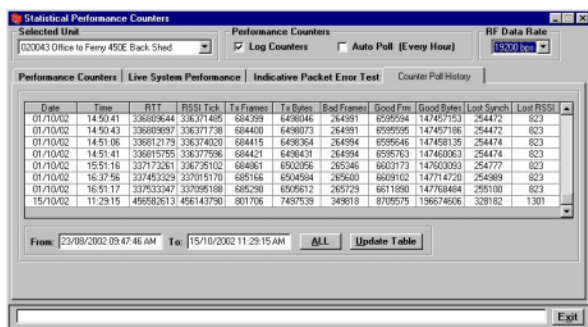 Statistical Performance Counters
Selected Unit
020043 Office to Ferny 450E Back Shed
Performance Counters
Log Counters
Auto Poll (Every Hour)
RF Data Rate
19200 bps
Performance Counters Live System Performance Indicative Packet Error Test Counter Poll History
Date Time RTT RSSI Tick Tx Frames Tx Bytes Bad Frames Good Frm Good Bytes Lost Synch Lost RSSI
01/10/02 14:50:41 336809644 336371485 684399 6498046 264991 6595594 147457153 254472 823
01/10/02 14:50:43 336809897 336371738 684400 6498073 264991 6595595 147457186 254472 823
01/10/02 14:51:06 336812179 336374020 684415 6498364 264994 6595646 147458135 254474 823
01/10/02 14:51:41 336815755 336377596 684421 6498431 264994 6595763 147460063 254474 823
01/10/02 15:51:16 337173261 336735102 684861 6502056 265346 6603173 147603093 254777 823
01/10/02 16:37:56 337453329 337015170 685166 6504584 265600 6609102 147714720 254989 823
01/10/02 16:51:17 337533347 337095188 685290 6505612 265729 6611890 147768484 255100 823
15/10/02 11:29:15 456582613 456143790 801706 7497539 349818 8705575 196674606 328182 1301
From: 23/08/2002 09:47:46 AM To: 15/10/2002 11:29:15 AM ALL Update Table
Exit